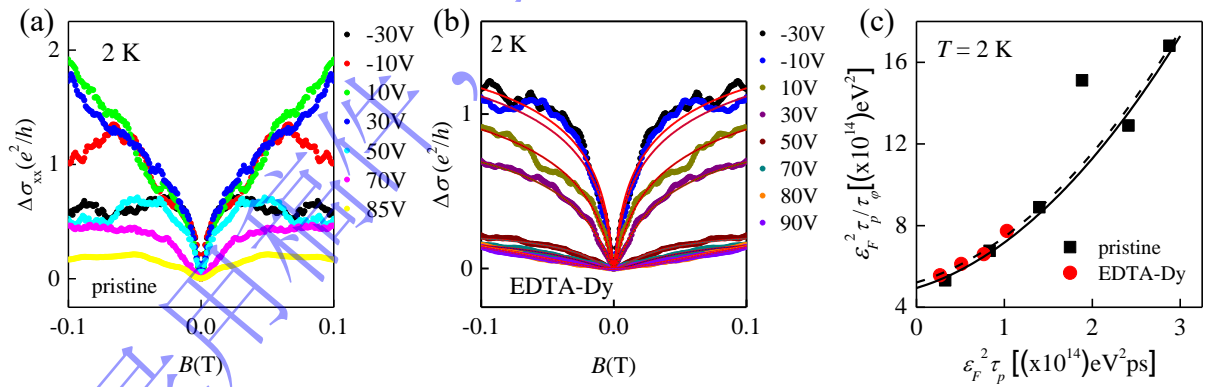 (a)
2 K
Δσxx(e²/h)
2
1
0
-0.1
0.0
0.1
B(T)
pristine
-30V
-10V
10V
30V
50V
70V
85V
(b)
2 K
Δσ(e²/h)
1
0
-0.1
0.0
0.1
B(T)
EDTA-Dy
-30V
-10V
10V
30V
50V
70V
80V
90V
(c)
T = 2 K
εF²τp/τφ[(x10¹⁴)eV²]
16
12
8
4
0
1
2
3
εF²τp[(x10¹⁴)eV²ps]
pristine
EDTA-Dy